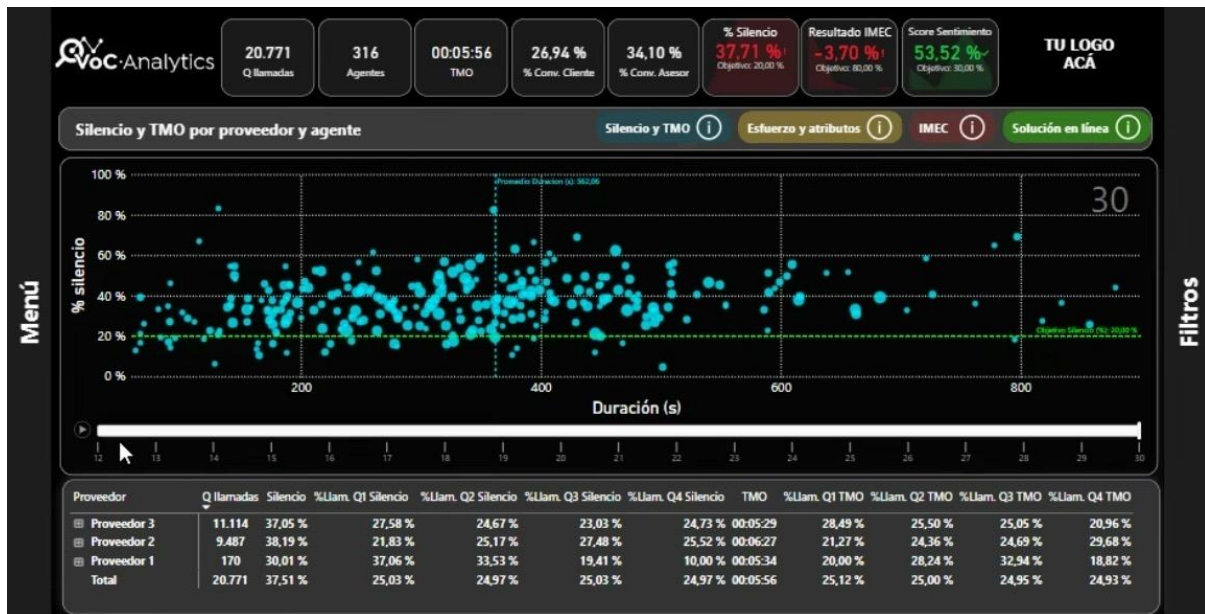 VoC·Analytics
20.771
Q llamadas
316
Agentes
00:05:56
TMO
26,94 %
% Conv. Cliente
34,10 %
% Conv. Asesor
% Silencio
37,71 %!
Objetivo: 20,00 %
Resultado IMEC
-3,70 %!
Objetivo: 80,00 %
Score Sentimiento
53,52 %
Objetivo: 30,00 %
TU LOGO
ACÁ
Silencio y TMO por proveedor y agente
Silencio y TMO
Esfuerzo y atributos
IMEC
Solución en línea
Menú
Filtros
100 %
80 %
60 %
40 %
20 %
0 %
% silencio
Promedio Duracion (s): 362,06
30
Objetivo Silencio (%): 20,00 %
200 400 600 800
Duración (s)
12 13 14 15 16 17 18 19 20 21 22 23 24 25 26 27 28 29 30
Proveedor Q llamadas Silencio %Llam. Q1 Silencio %Llam. Q2 Silencio %Llam. Q3 Silencio %Llam. Q4 Silencio TMO %Llam. Q1 TMO %Llam. Q2 TMO %Llam. Q3 TMO %Llam. Q4 TMO
Proveedor 3 11.114 37,05 % 27,58 % 24,67 % 23,03 % 24,73 % 00:05:29 28,49 % 25,50 % 25,05 % 20,96 %
Proveedor 2 9.487 38,19 % 21,83 % 25,17 % 27,48 % 25,52 % 00:06:27 21,27 % 24,36 % 24,69 % 29,68 %
Proveedor 1 170 30,01 % 37,06 % 33,53 % 19,41 % 10,00 % 00:05:34 20,00 % 28,24 % 32,94 % 18,82 %
Total 20.771 37,51 % 25,03 % 24,97 % 25,03 % 24,97 % 00:05:56 25,12 % 25,00 % 24,95 % 24,93 %